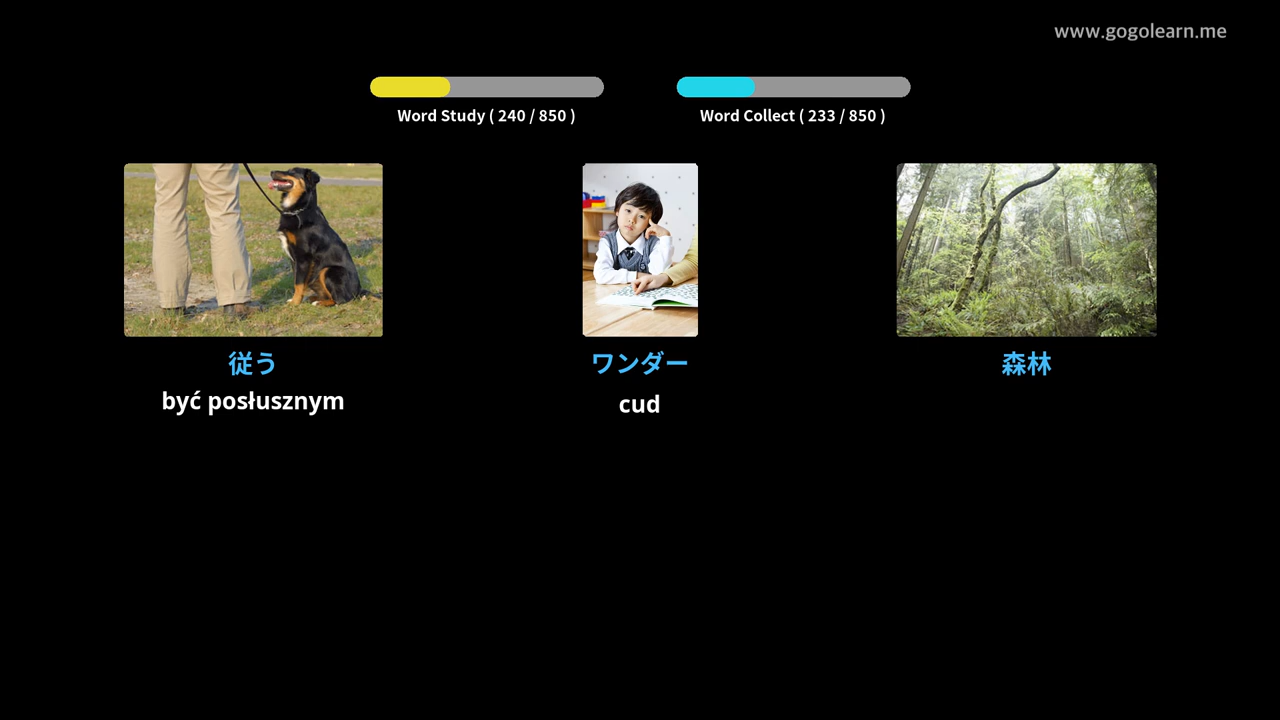 www.gogolearn.me
Word Study ( 240 / 850 )
Word Collect ( 233 / 850 )
従う
ワンダー
森林
być posłusznym
cud